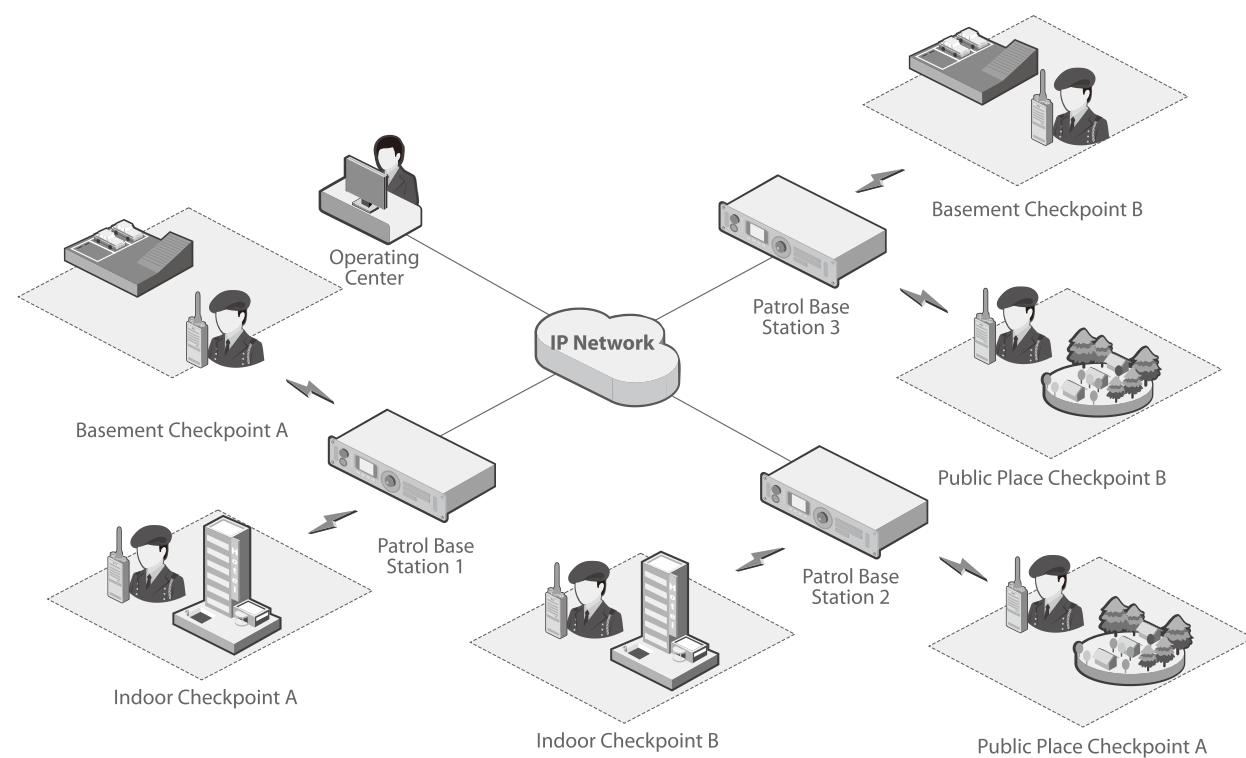 Basement Checkpoint B
Operating
Center
Patrol Base
Station 3
IP Network
Basement Checkpoint A
Public Place Checkpoint B
Patrol Base
Station 1
Patrol Base
Station 2
Indoor Checkpoint A
Indoor Checkpoint B
Public Place Checkpoint A